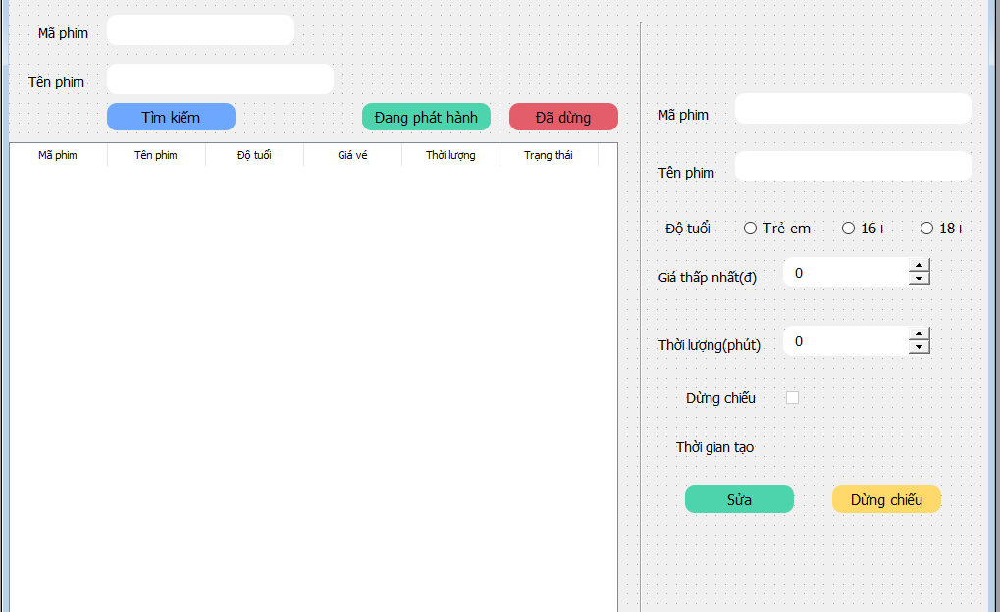 Mã phim
Tên phim
Tìm kiếm
Đang phát hành
Đã dừng
Mã phim Tên phim Độ tuổi Giá vé Thời lượng Trạng thái
Mã phim
Tên phim
Độ tuổi Trẻ em 16+ 18+
Giá thấp nhất(đ) 0
Thời lượng(phút) 0
Dừng chiếu
Thời gian tạo
Sửa
Dừng chiếu